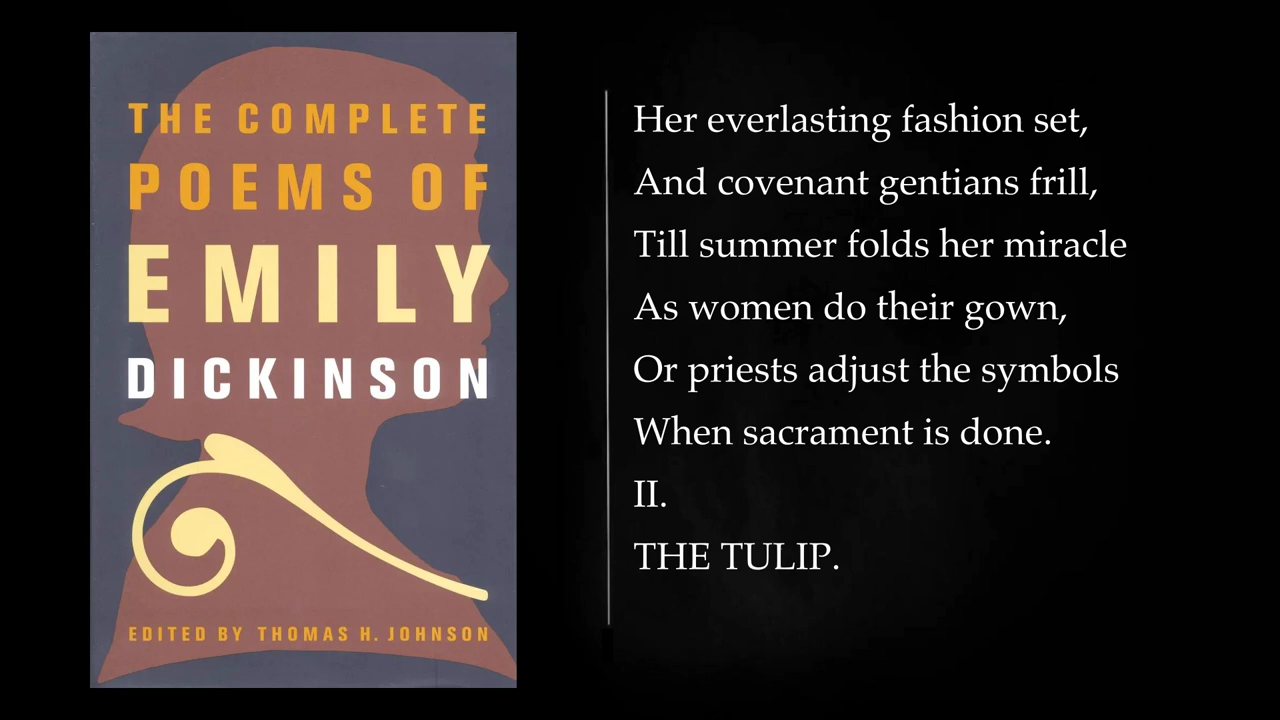 THE COMPLETE
POEMS OF
EMILY
DICKINSON
EDITED BY THOMAS H. JOHNSON
Her everlasting fashion set,
And covenant gentians frill,
Till summer folds her miracle
As women do their gown,
Or priests adjust the symbols
When sacrament is done.
II.
THE TULIP.